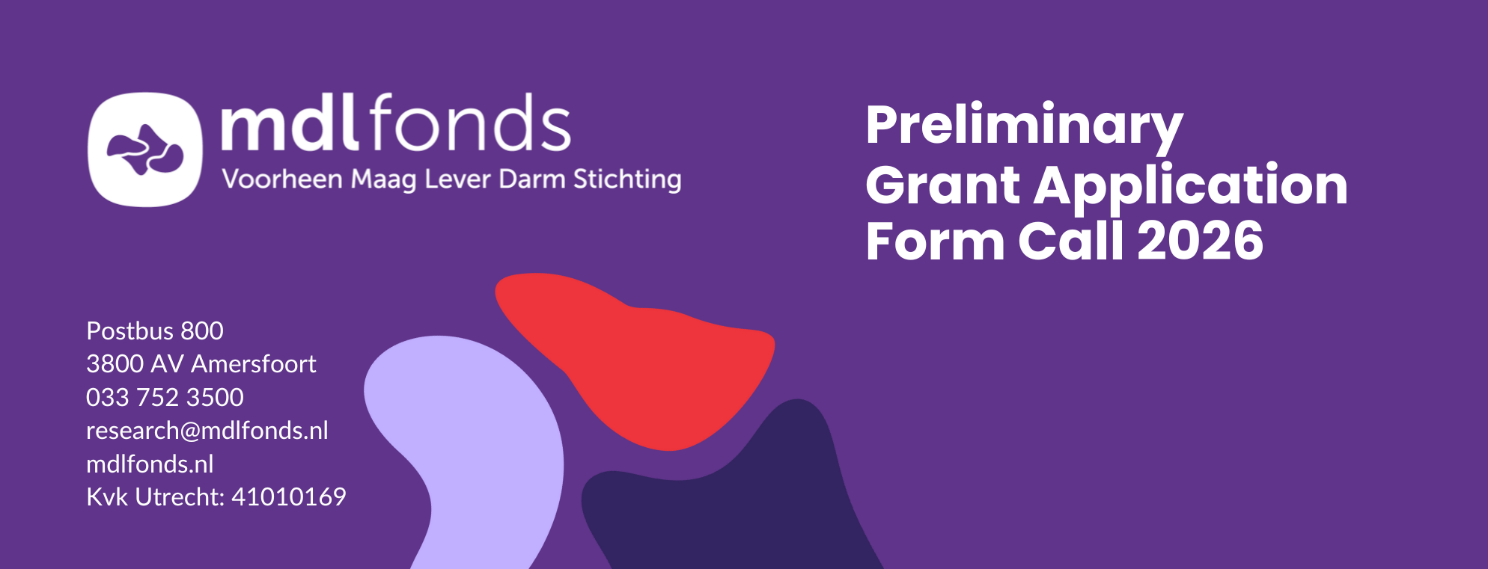 mdlfonds
Voorheen Maag Lever Darm Stichting
Preliminary
Grant Application
Form Call 2026
Postbus 800
3800 AV Amersfoort
033 752 3500
research@mdlfonds.nl
mdlfonds.nl
Kvk Utrecht: 41010169